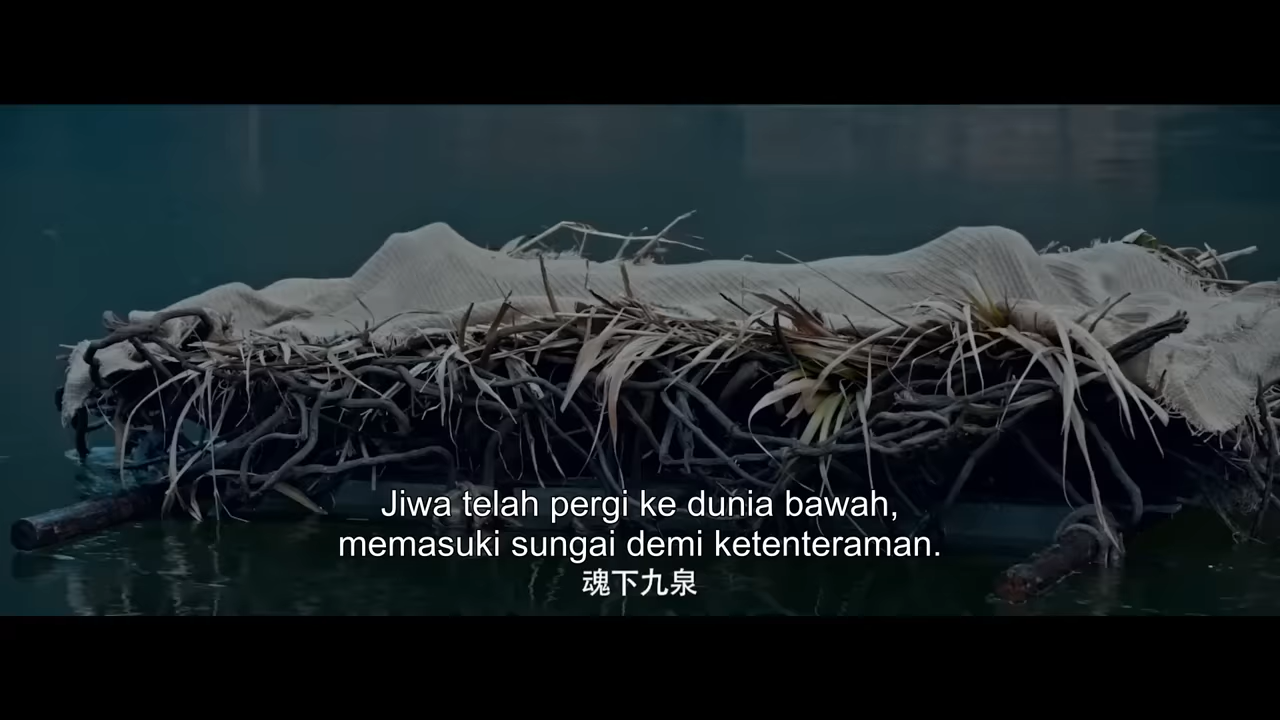 Jiwa telah pergi ke dunia bawah,
memasuki sungai demi ketenteraman.
魂下九泉